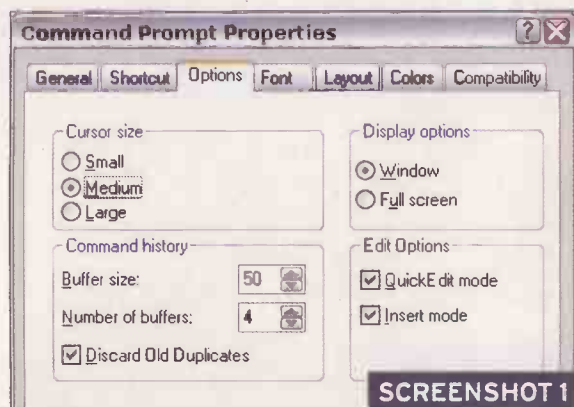 Command Prompt Properties
General Shortcut Options Font Layout Colors Compatibility
Cursor size
Small
Medium
Large
Display options
Window
Full screen
Command history
Buffer size: 50
Number of buffers: 4
Discard Old Duplicates
Edit Options
QuickEdit mode
Insert mode
SCREENSHOT 1